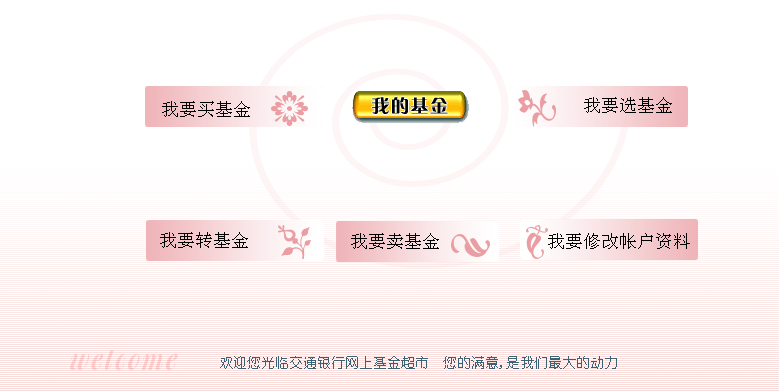 我要买基金
我的基金
我要选基金
我要转基金
我要卖基金
我要修改帐户资料
welcome
欢迎您光临交通银行网上基金超市 您的满意,是我们最大的动力